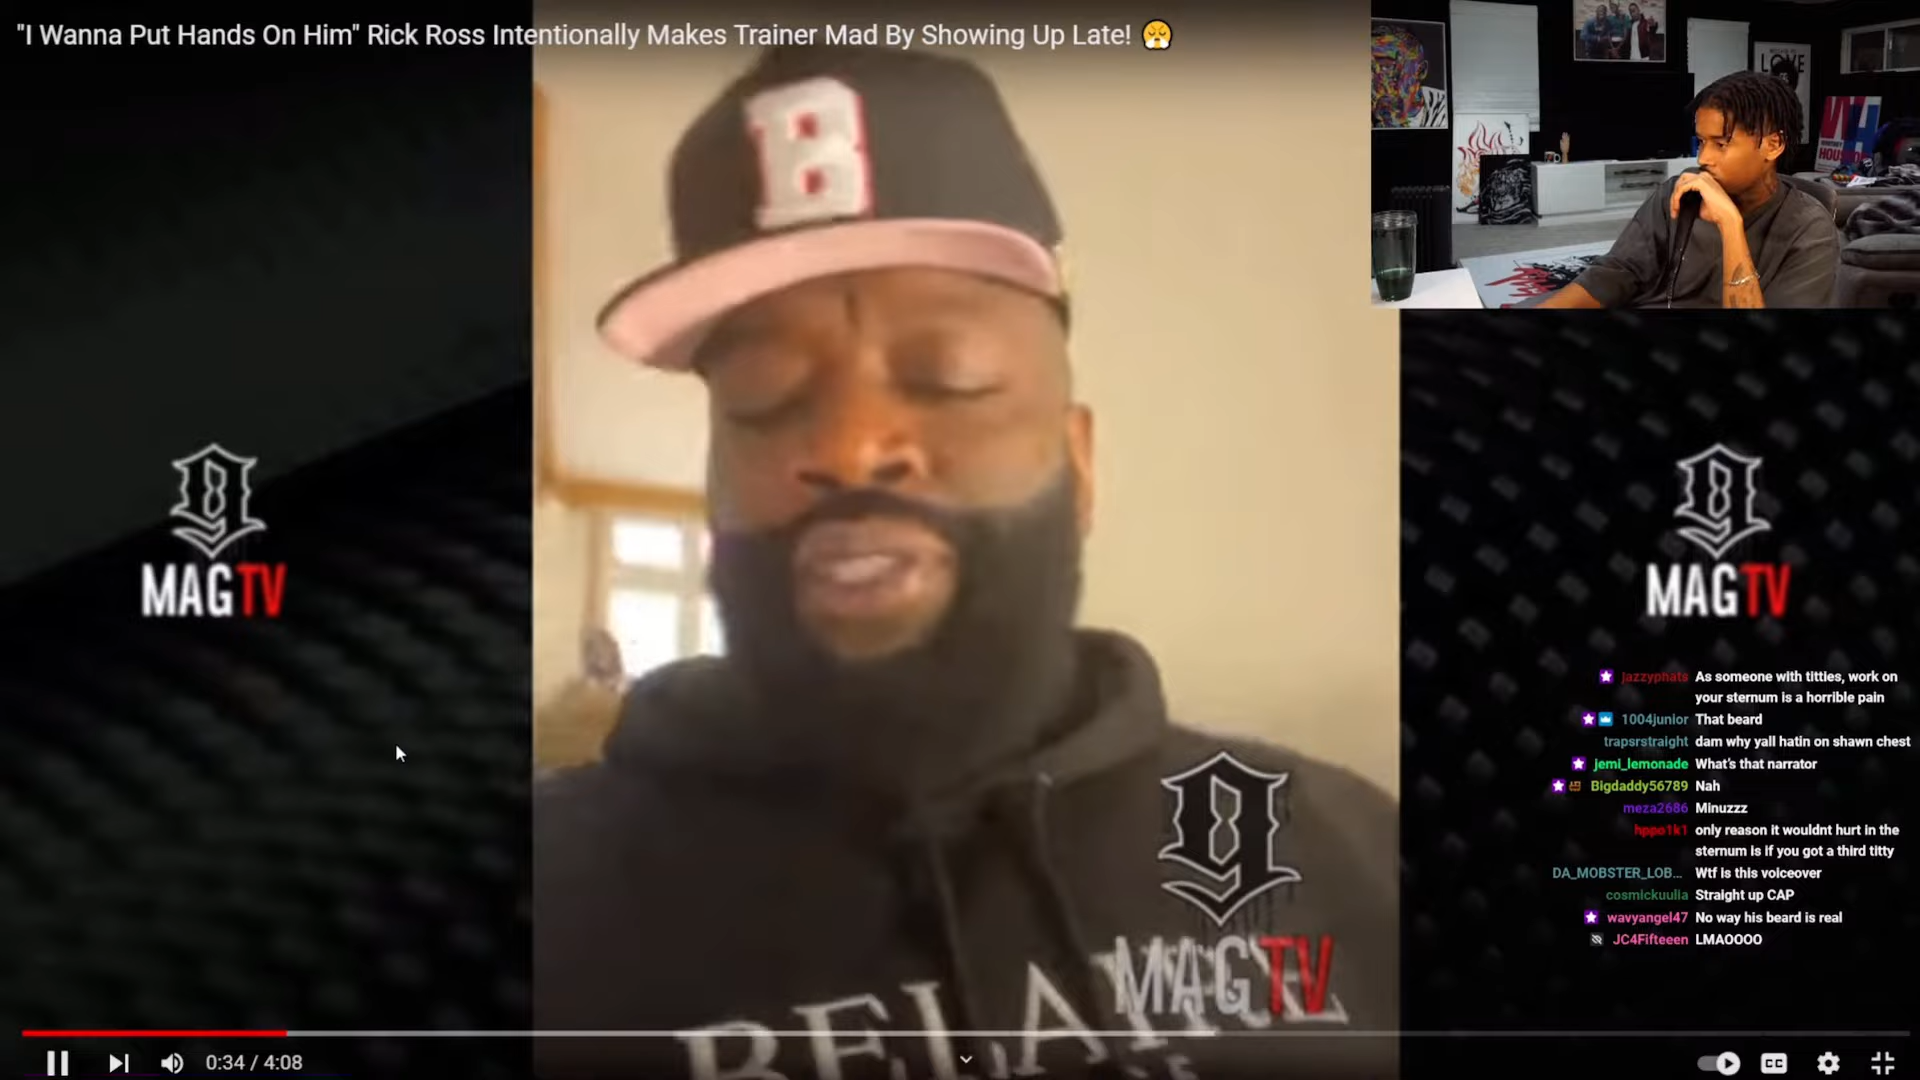 "I Wanna Put Hands On Him" Rick Ross Intentionally Makes Trainer Mad By Showing Up Late! 😤
B
LOVE
MAGTV
MAGTV
MAGTV
jazzyphats As someone with titties, work on
your sternum is a horrible pain
1004junior That beard
trapsrstraight dam why yall hatin on shawn chest
jemi_lemonade What's that narrator
Bigdaddy56789 Nah
meza2686 Minuzzz
hppo1k1 only reason it wouldnt hurt in the
sternum is if you got a third titty
DA_MOBSTER_LOB... Wtf is this voiceover
cosmickuulla Straight up CAP
wavyangel47 No way his beard is real
JC4Fifteeen LMAOOOO
0:34 / 4:08
CC